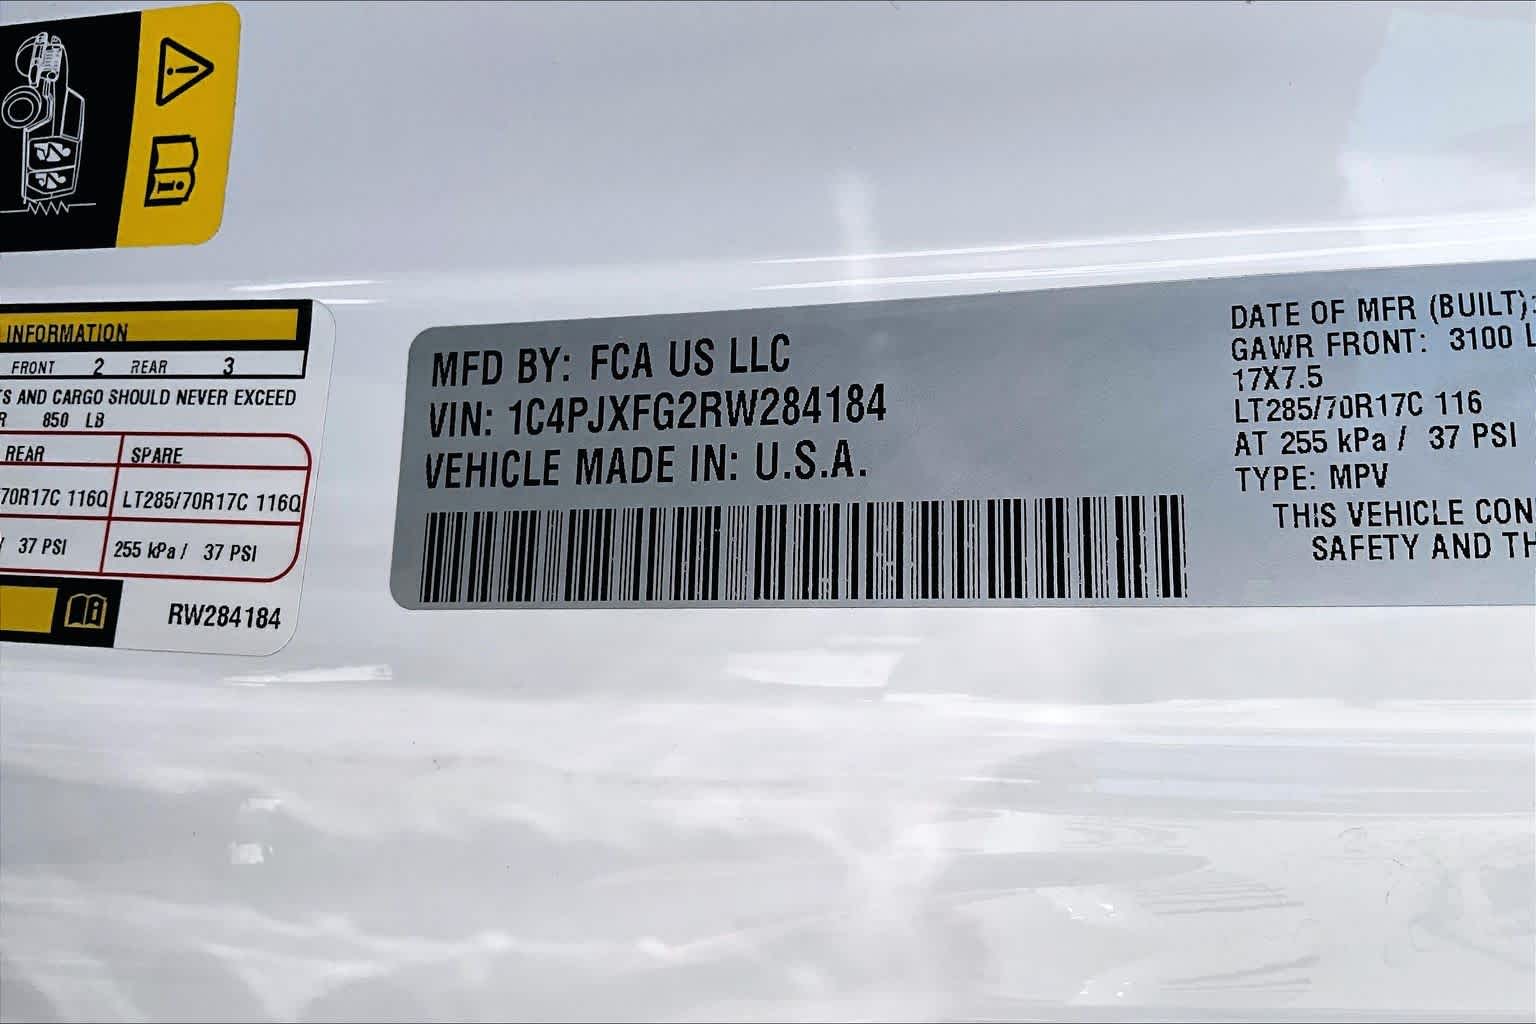 INFORMATION
FRONT 2 REAR 3
AND CARGO SHOULD NEVER EXCEED
850 LB
REAR SPARE
70R17C 116Q LT285/70R17C 116Q
/ 37 PSI 255 kPa / 37 PSI
RW284184
MFD BY: FCA US LLC
VIN: 1C4PJXFG2RW284184
VEHICLE MADE IN: U.S.A.
DATE OF MFR (BUILT):
GAWR FRONT: 3100 L
17X7.5
LT285/70R17C 116
AT 255 kPa / 37 PSI
TYPE: MPV
THIS VEHICLE CON
SAFETY AND TH